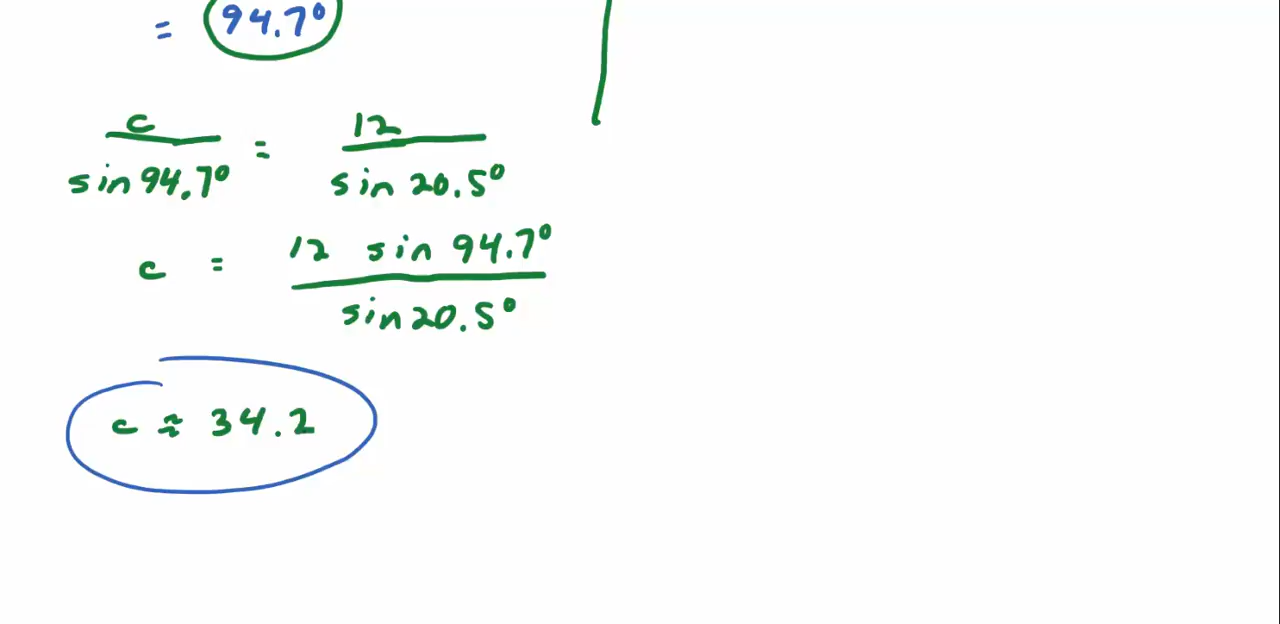 = 94.7°
c / sin 94.7° = 12 / sin 20.5°
c = 12 sin 94.7° / sin 20.5°
c ≈ 34.2